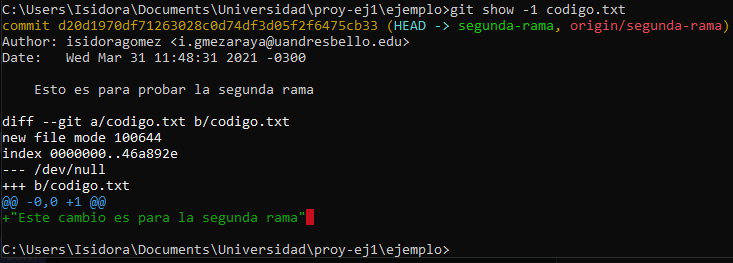 C:\Users\Isidora\Documents\Universidad\proy-ej1\ejemplo>git show -1 codigo.txt
commit d20d1970df71263028c0d74df3d05f2f6475cb33 (HEAD -> segunda-rama, origin/segunda-rama)
Author: isidoragomez <i.gmezaraya@uandresbello.edu>
Date:   Wed Mar 31 11:48:31 2021 -0300
    Esto es para probar la segunda rama
diff --git a/codigo.txt b/codigo.txt
new file mode 100644
index 0000000..46a892e
--- /dev/null
+++ b/codigo.txt
@@ -0,0 +1 @@
+"Este cambio es para la segunda rama"
C:\Users\Isidora\Documents\Universidad\proy-ej1\ejemplo>